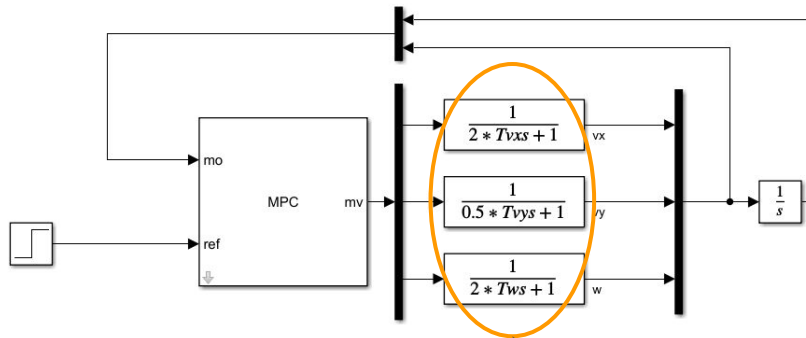 mo
MPC
mv
ref
1
2 * Tvxs + 1
vx
1
0.5 * Tvys + 1
vy
1
2 * Tws + 1
w
1
s